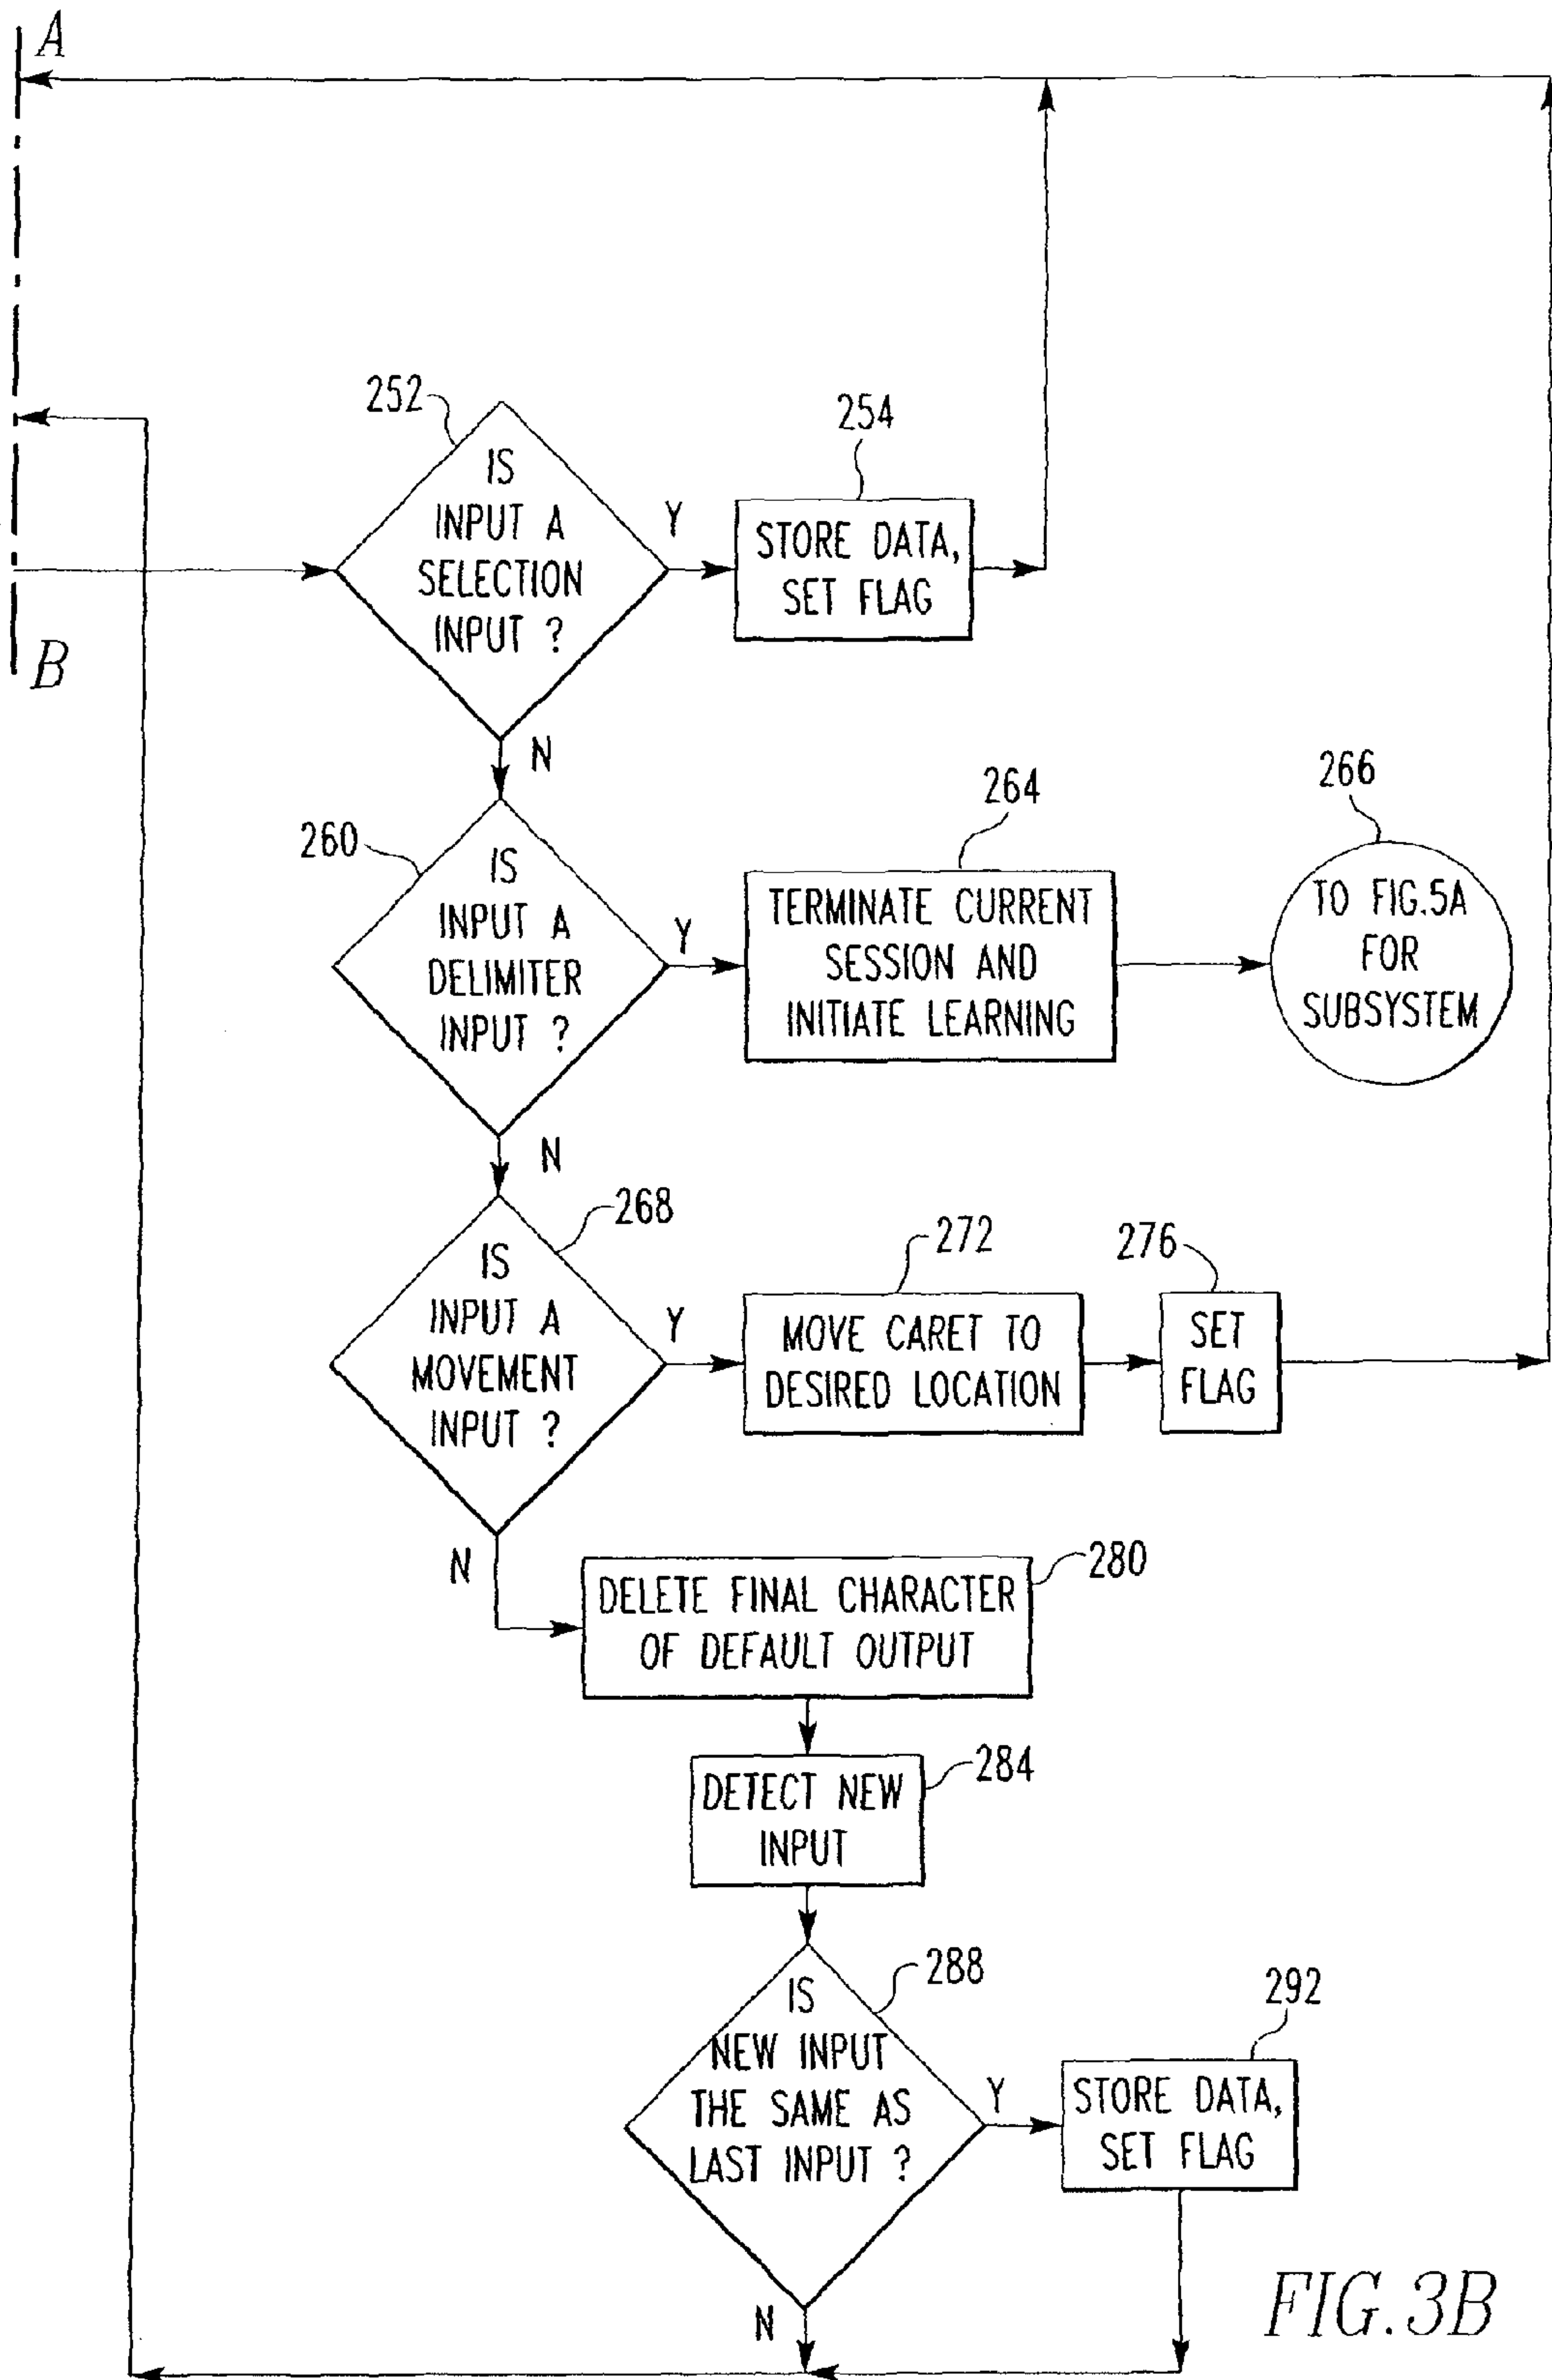 A
252
IS
INPUT A
SELECTION
INPUT ?
Y
254
STORE DATA,
SET FLAG
B
N
260
IS
INPUT A
DELIMITER
INPUT ?
Y
264
TERMINATE CURRENT
SESSION AND
INITIATE LEARNING
266
TO FIG.5A
FOR
SUBSYSTEM
N
268
IS
INPUT A
MOVEMENT
INPUT ?
Y
272
MOVE CARET TO
DESIRED LOCATION
276
SET
FLAG
N
280
DELETE FINAL CHARACTER
OF DEFAULT OUTPUT
284
DETECT NEW
INPUT
288
IS
NEW INPUT
THE SAME AS
LAST INPUT ?
Y
292
STORE DATA,
SET FLAG
N
FIG.3B